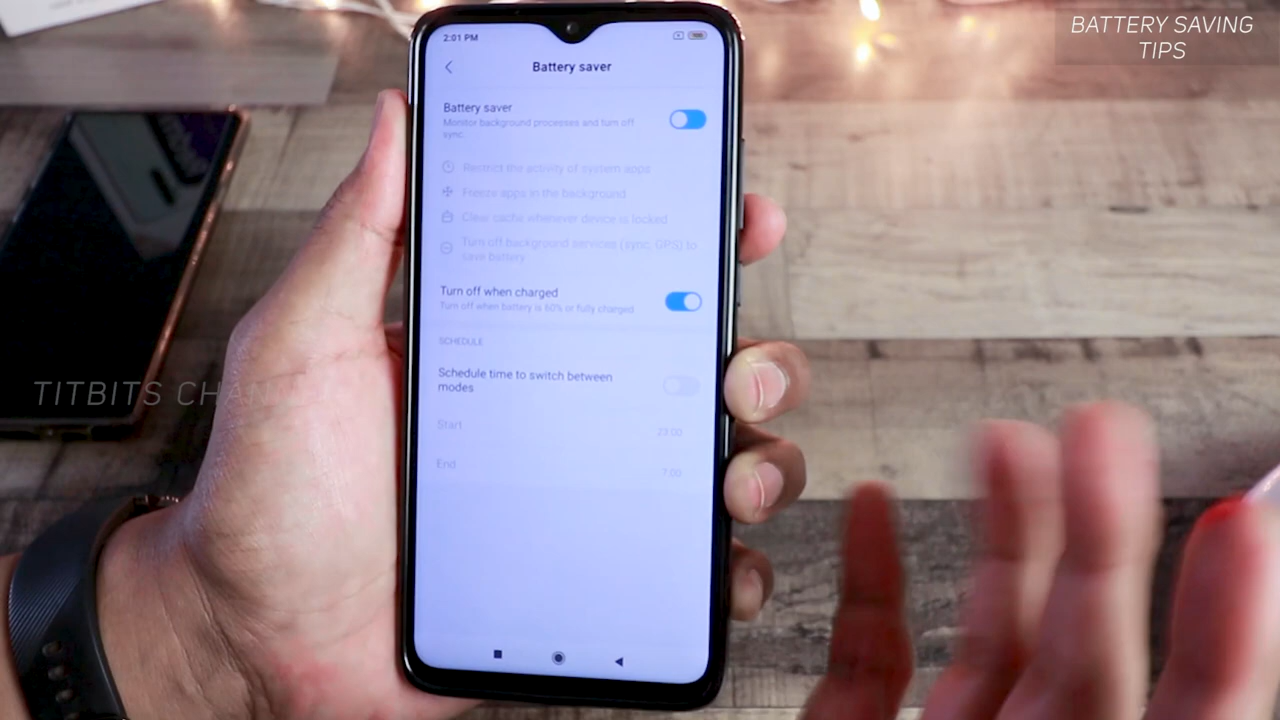 BATTERY SAVING
TIPS
2:01 PM
Battery saver
Battery saver
Monitor background processes and turn off
sync.
Restrict the activity of system apps
Freeze apps in the background
Clear cache whenever device is locked
Turn off background services (sync, GPS) to
save battery
Turn off when charged
Turn off when battery is 60% or fully charged
SCHEDULE
Schedule time to switch between
modes
Start
23:00
End
7:00
TITBITS